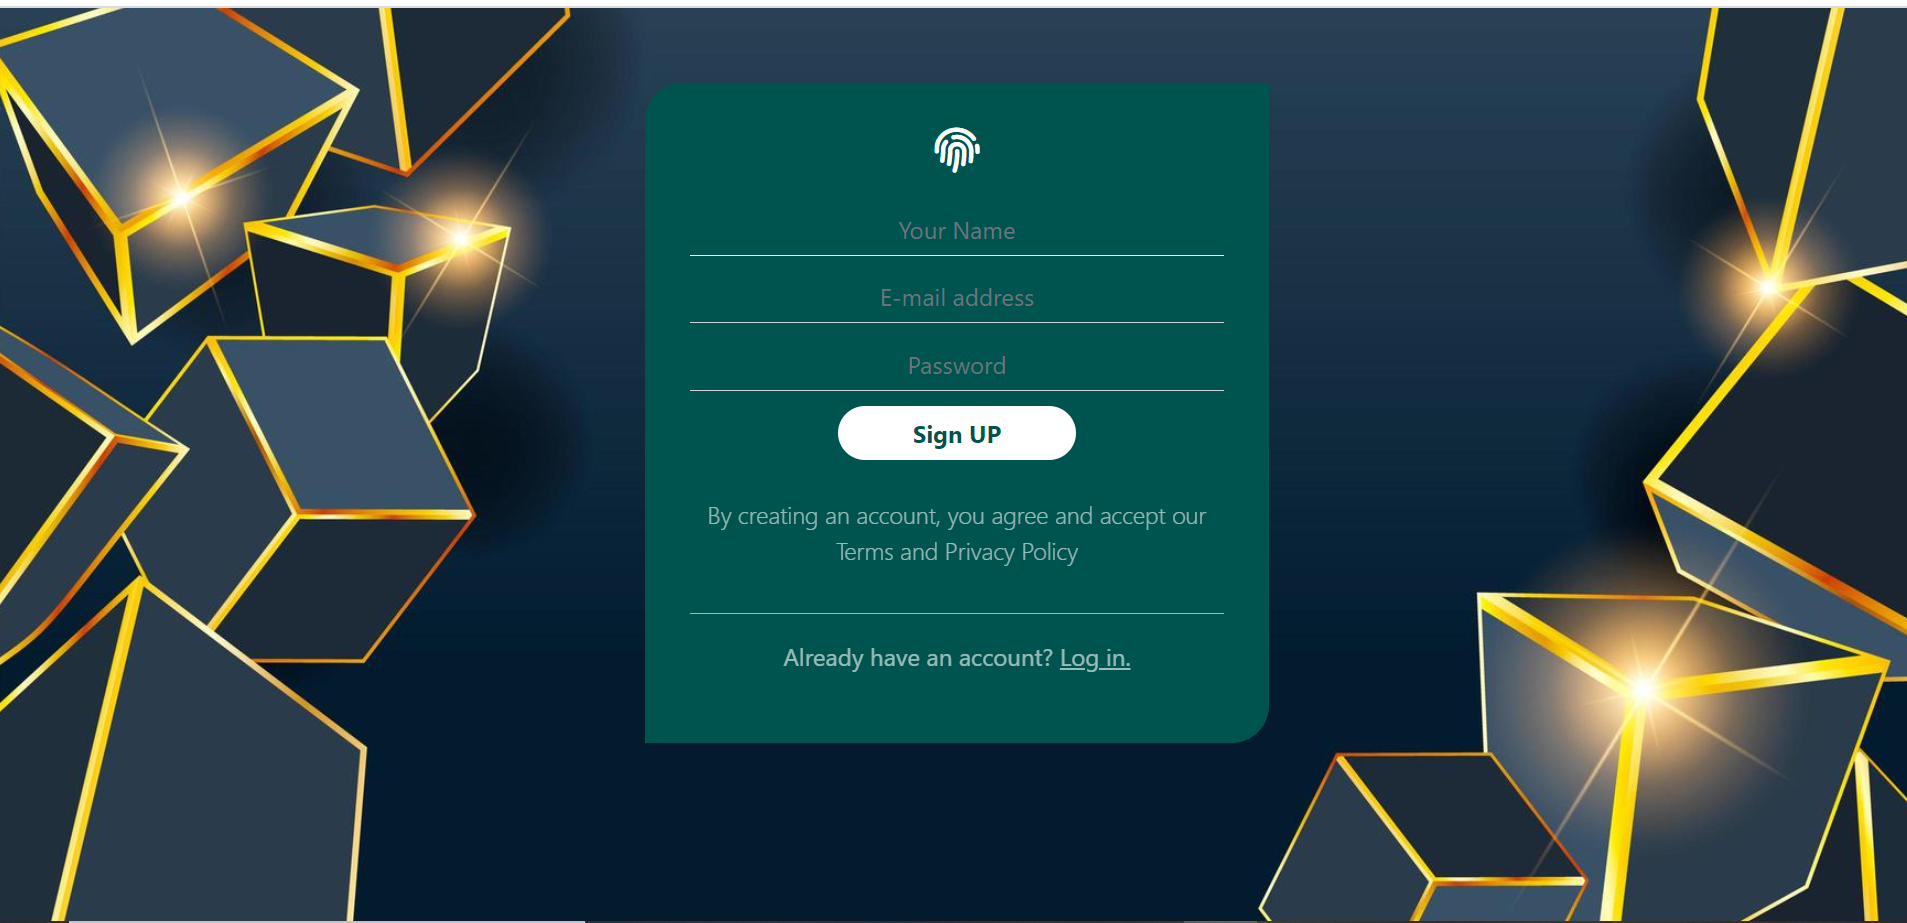 Your Name
E-mail address
Password
Sign UP
By creating an account, you agree and accept our
Terms and Privacy Policy
Already have an account? Log in.